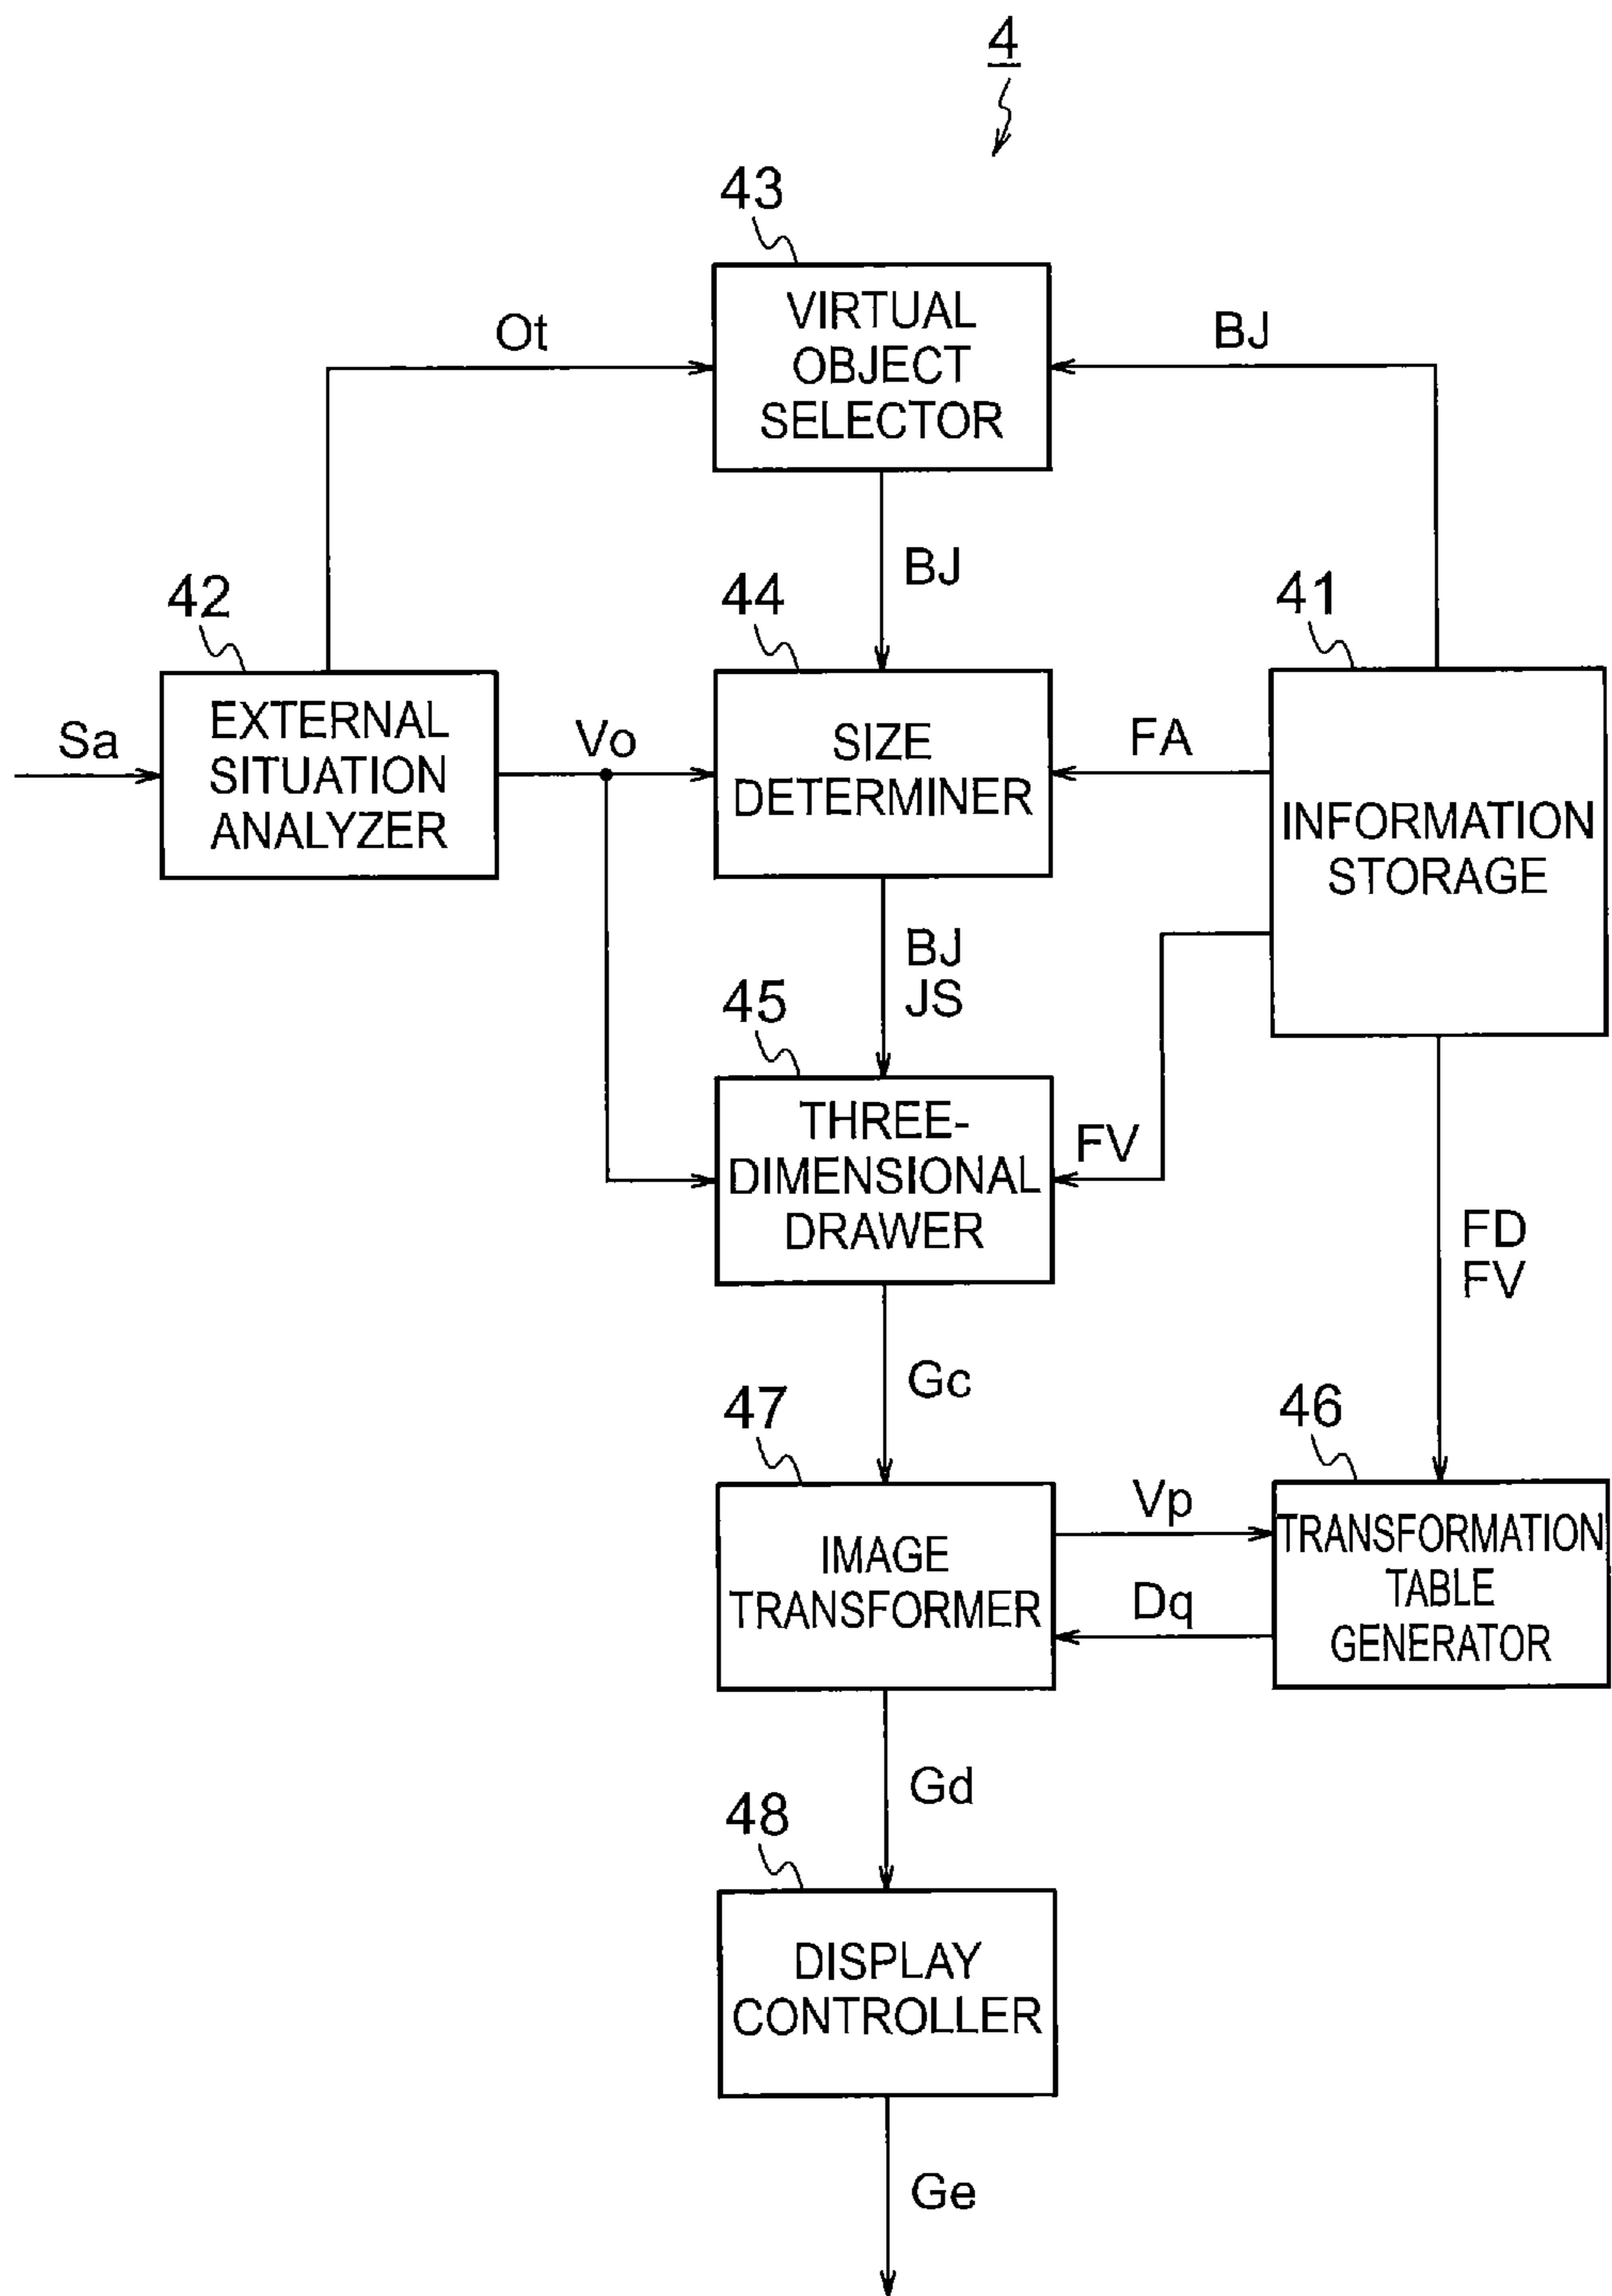 4
43
VIRTUAL
OBJECT
SELECTOR
Ot
BJ
BJ
42
44
41
EXTERNAL
SITUATION
ANALYZER
Sa
Vo
SIZE
DETERMINER
FA
INFORMATION
STORAGE
BJ
JS
45
THREE-
DIMENSIONAL
DRAWER
FV
FD
FV
Gc
47
46
IMAGE
TRANSFORMER
Vp
Dq
TRANSFORMATION
TABLE
GENERATOR
Gd
48
DISPLAY
CONTROLLER
Ge